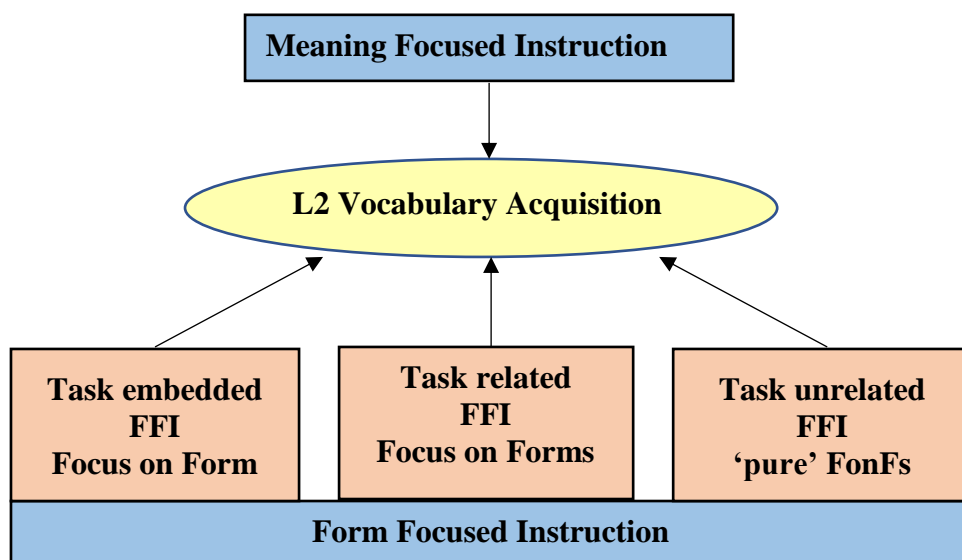 Meaning Focused Instruction
L2 Vocabulary Acquisition
Task embedded
FFI
Focus on Form
Task related
FFI
Focus on Forms
Task unrelated
FFI
‘pure’ FonFs
Form Focused Instruction